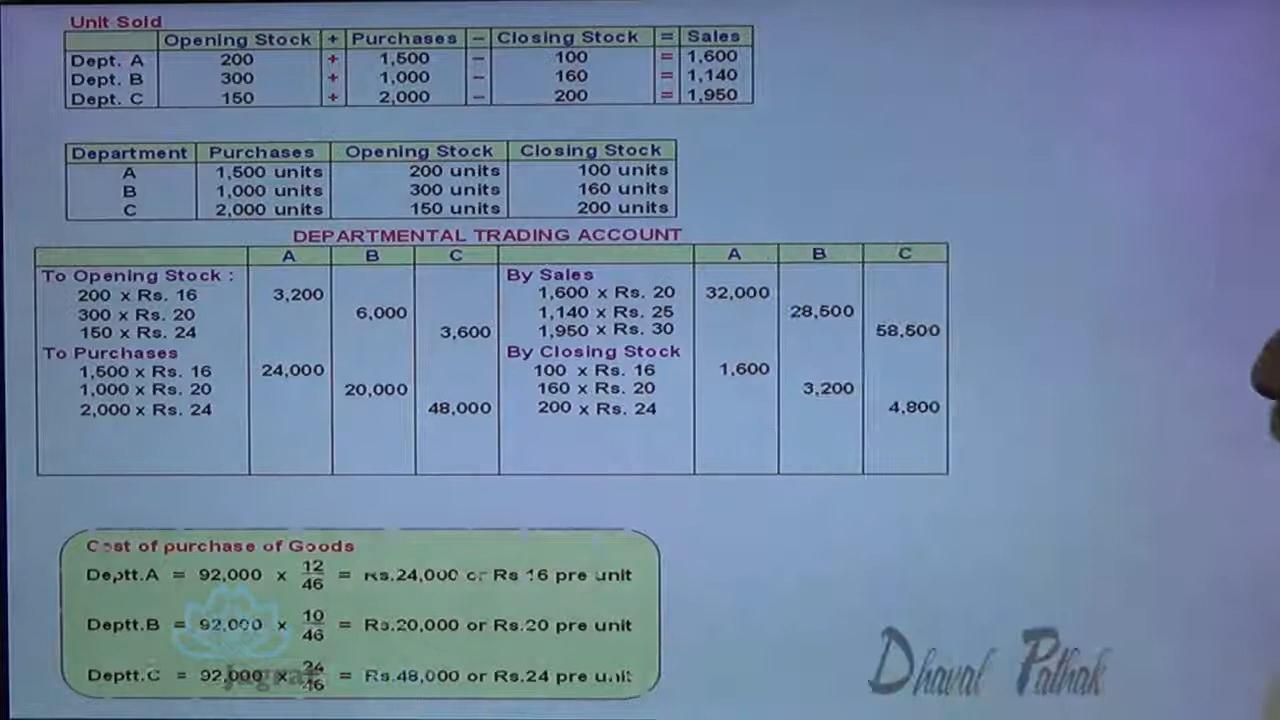 Unit Sold
Opening Stock + Purchases − Closing Stock = Sales
Dept. A 200 + 1,500 − 100 = 1,600
Dept. B 300 + 1,000 − 160 = 1,140
Dept. C 150 + 2,000 − 200 = 1,950
Department Purchases Opening Stock Closing Stock
A 1,500 units 200 units 100 units
B 1,000 units 300 units 160 units
C 2,000 units 150 units 200 units
DEPARTMENTAL TRADING ACCOUNT
A B C A B C
To Opening Stock : By Sales
200 x Rs. 16 3,200 1,600 x Rs. 20 32,000
300 x Rs. 20 6,000 1,140 x Rs. 25 28,500
150 x Rs. 24 3,600 1,950 x Rs. 30 58,500
To Purchases By Closing Stock
1,500 x Rs. 16 24,000 100 x Rs. 16 1,600
1,000 x Rs. 20 20,000 160 x Rs. 20 3,200
2,000 x Rs. 24 48,000 200 x Rs. 24 4,800
Cost of purchase of Goods
Deptt.A = 92,000 x 12/46 = Rs.24,000 or Rs 16 pre unit
Deptt.B = 92,000 x 10/46 = Rs.20,000 or Rs.20 pre unit
Deptt.C = 92,000 x 24/46 = Rs.48,000 or Rs.24 pre unit
Dhaval Pathak